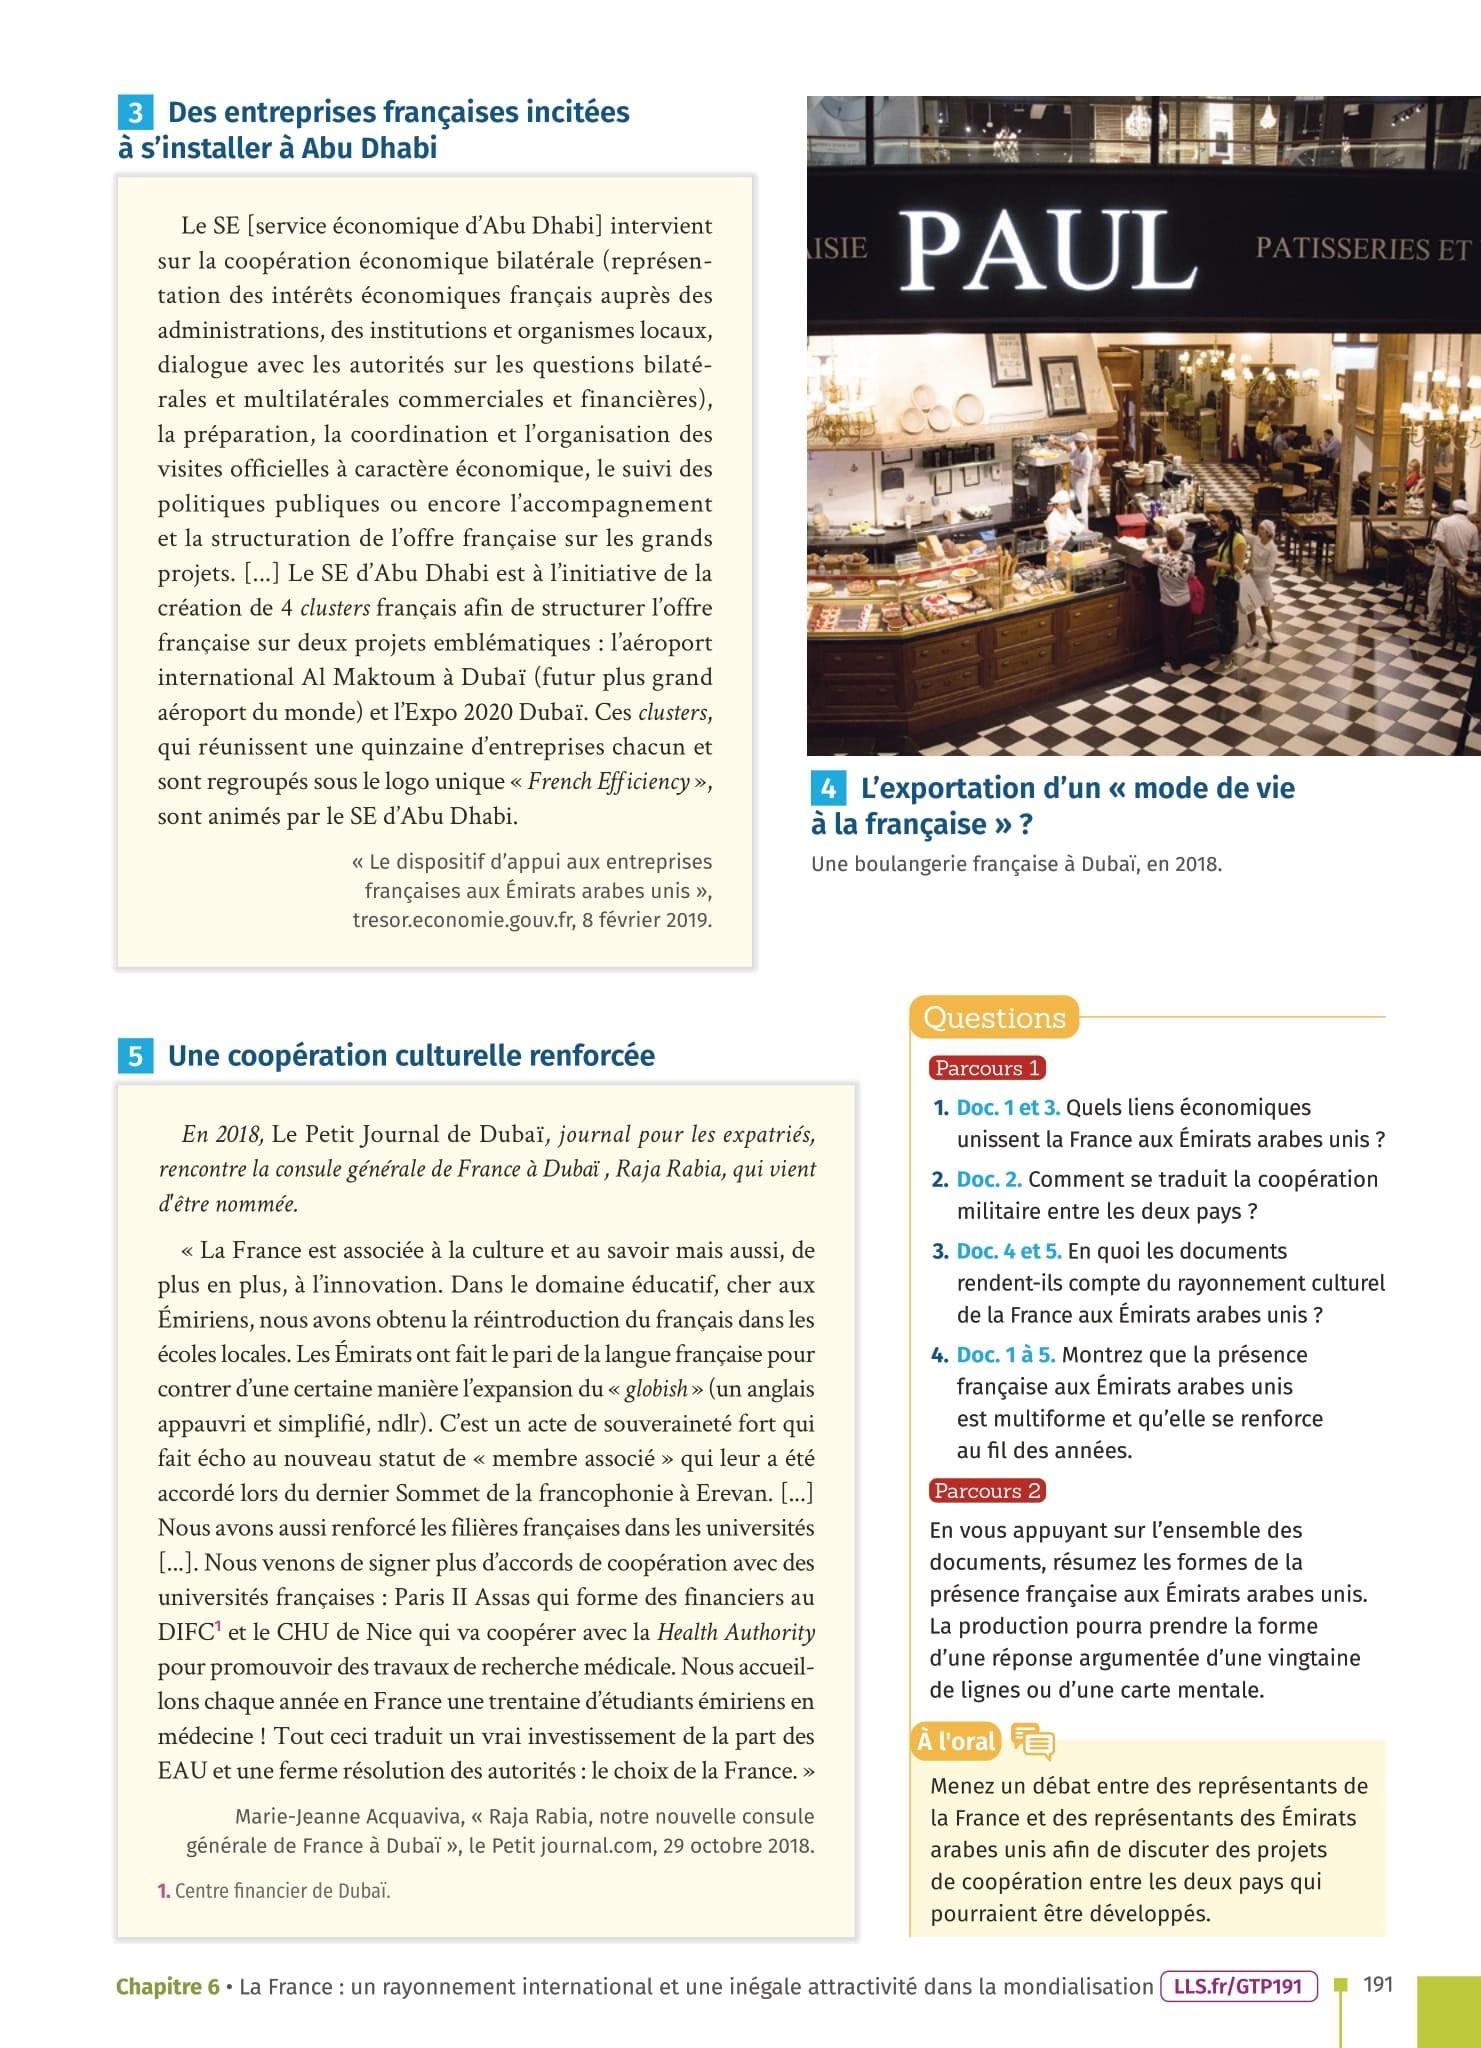 3 Des entreprises françaises incitées
à s’installer à Abu Dhabi
Le SE [service économique d’Abu Dhabi] intervient
sur la coopération économique bilatérale (représen-
tation des intérêts économiques français auprès des
administrations, des institutions et organismes locaux,
dialogue avec les autorités sur les questions bilaté-
rales et multilatérales commerciales et financières),
la préparation, la coordination et l’organisation des
visites officielles à caractère économique, le suivi des
politiques publiques ou encore l’accompagnement
et la structuration de l’offre française sur les grands
projets. [...] Le SE d’Abu Dhabi est à l’initiative de la
création de 4 clusters français afin de structurer l’offre
française sur deux projets emblématiques : l’aéroport
international Al Maktoum à Dubaï (futur plus grand
aéroport du monde) et l’Expo 2020 Dubaï. Ces clusters,
qui réunissent une quinzaine d’entreprises chacun et
sont regroupés sous le logo unique « French Efficiency »,
sont animés par le SE d’Abu Dhabi.
« Le dispositif d’appui aux entreprises
françaises aux Émirats arabes unis »,
tresor.economie.gouv.fr, 8 février 2019.
AISIE PAUL PATISSERIES ET
4 L’exportation d’un « mode de vie
à la française » ?
Une boulangerie française à Dubaï, en 2018.
5 Une coopération culturelle renforcée
En 2018, Le Petit Journal de Dubaï, journal pour les expatriés,
rencontre la consule générale de France à Dubaï , Raja Rabia, qui vient
d'être nommée.
« La France est associée à la culture et au savoir mais aussi, de
plus en plus, à l’innovation. Dans le domaine éducatif, cher aux
Émiriens, nous avons obtenu la réintroduction du français dans les
écoles locales. Les Émirats ont fait le pari de la langue française pour
contrer d’une certaine manière l’expansion du « globish » (un anglais
appauvri et simplifié, ndlr). C’est un acte de souveraineté fort qui
fait écho au nouveau statut de « membre associé » qui leur a été
accordé lors du dernier Sommet de la francophonie à Erevan. [...]
Nous avons aussi renforcé les filières françaises dans les universités
[...]. Nous venons de signer plus d’accords de coopération avec des
universités françaises : Paris II Assas qui forme des financiers au
DIFC1 et le CHU de Nice qui va coopérer avec la Health Authority
pour promouvoir des travaux de recherche médicale. Nous accueil-
lons chaque année en France une trentaine d’étudiants émiriens en
médecine ! Tout ceci traduit un vrai investissement de la part des
EAU et une ferme résolution des autorités : le choix de la France. »
Marie-Jeanne Acquaviva, « Raja Rabia, notre nouvelle consule
générale de France à Dubaï », le Petit journal.com, 29 octobre 2018.
1. Centre financier de Dubaï.
Questions
Parcours 1
1. Doc. 1 et 3. Quels liens économiques
unissent la France aux Émirats arabes unis ?
2. Doc. 2. Comment se traduit la coopération
militaire entre les deux pays ?
3. Doc. 4 et 5. En quoi les documents
rendent-ils compte du rayonnement culturel
de la France aux Émirats arabes unis ?
4. Doc. 1 à 5. Montrez que la présence
française aux Émirats arabes unis
est multiforme et qu’elle se renforce
au fil des années.
Parcours 2
En vous appuyant sur l’ensemble des
documents, résumez les formes de la
présence française aux Émirats arabes unis.
La production pourra prendre la forme
d’une réponse argumentée d’une vingtaine
de lignes ou d’une carte mentale.
À l'oral
Menez un débat entre des représentants de
la France et des représentants des Émirats
arabes unis afin de discuter des projets
de coopération entre les deux pays qui
pourraient être développés.
Chapitre 6 • La France : un rayonnement international et une inégale attractivité dans la mondialisation LLS.fr/GTP191 191